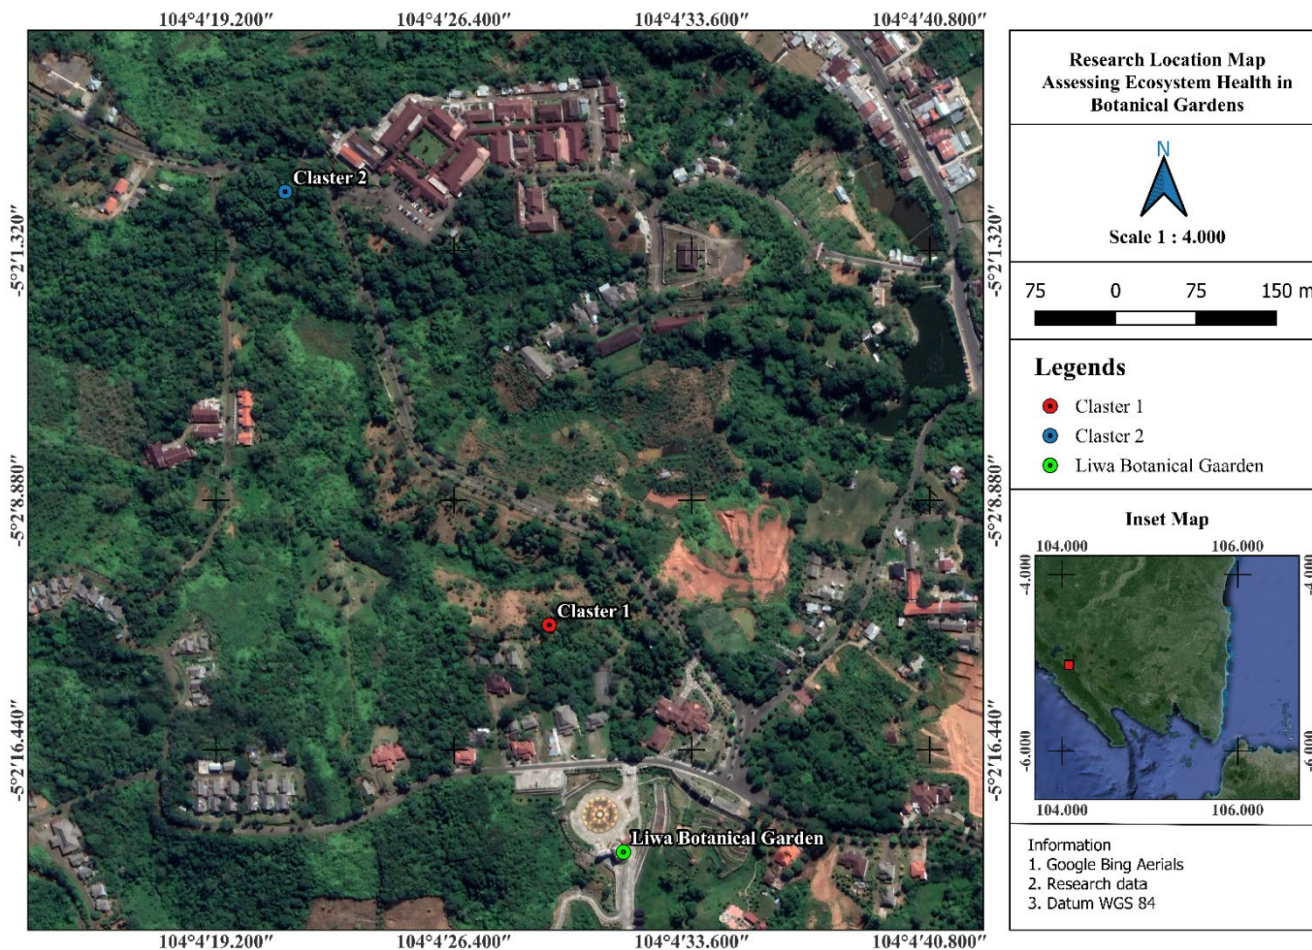 104°4'19.200" 104°4'26.400" 104°4'33.600" 104°4'40.800"
Claster 2
-5°2'1.320" -5°2'1.320"
-5°2'8.880" -5°2'8.880"
Claster 1
-5°2'16.440" -5°2'16.440"
Liwa Botanical Garden
104°4'19.200" 104°4'26.400" 104°4'33.600" 104°4'40.800"
Research Location Map
Assessing Ecosystem Health in
Botanical Gardens
N
Scale 1 : 4.000
75 0 75 150 m
Legends
Claster 1
Cluster 2
Liwa Botanical Gaarden
Inset Map
104.000 106.000
-4.000 -4.000
-6.000 -6.000
104.000 106.000
Information
1. Google Bing Aerials
2. Research data
3. Datum WGS 84